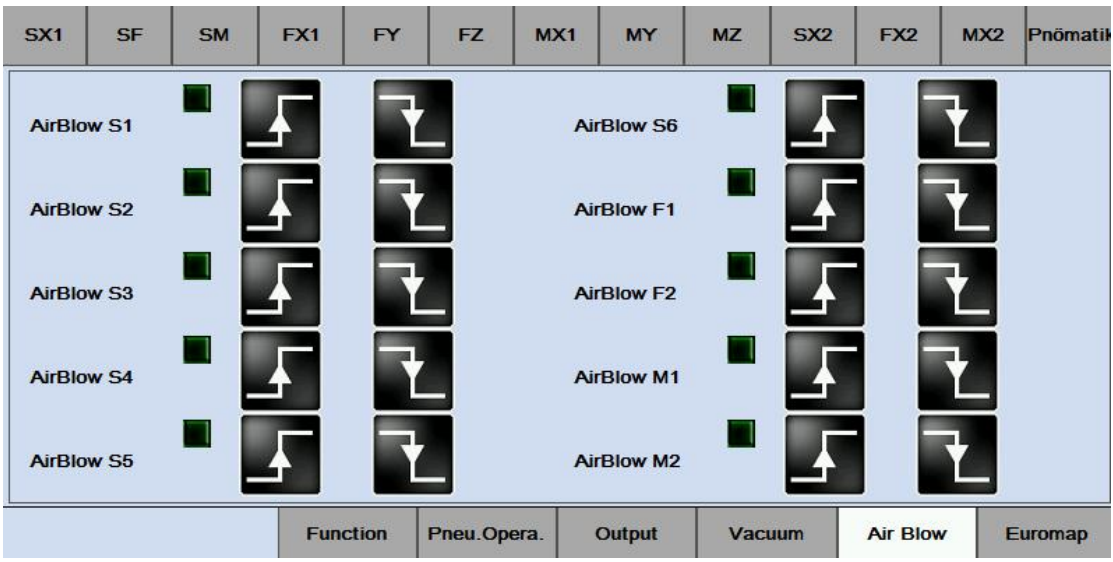 SX1 SF SM FX1 FY FZ MX1 MY MZ SX2 FX2 MX2 Pnömatik
AirBlow S1 AirBlow S6
AirBlow S2 AirBlow F1
AirBlow S3 AirBlow F2
AirBlow S4 AirBlow M1
AirBlow S5 AirBlow M2
Function Pneu.Opera. Output Vacuum Air Blow Euromap